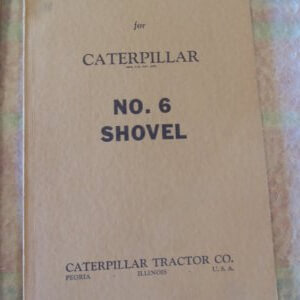 for
CATERPILLAR
NO. 6
SHOVEL
CATERPILLAR TRACTOR CO.
PEORIA ILLINOIS U. S. A.